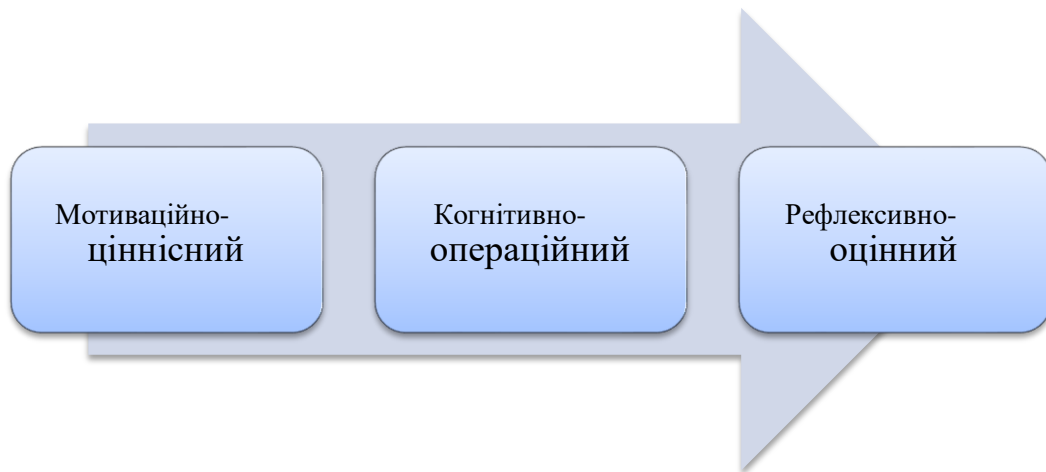 Мотиваційно-
ціннісний
Когнітивно-
операційний
Рефлексивно-
оцінний